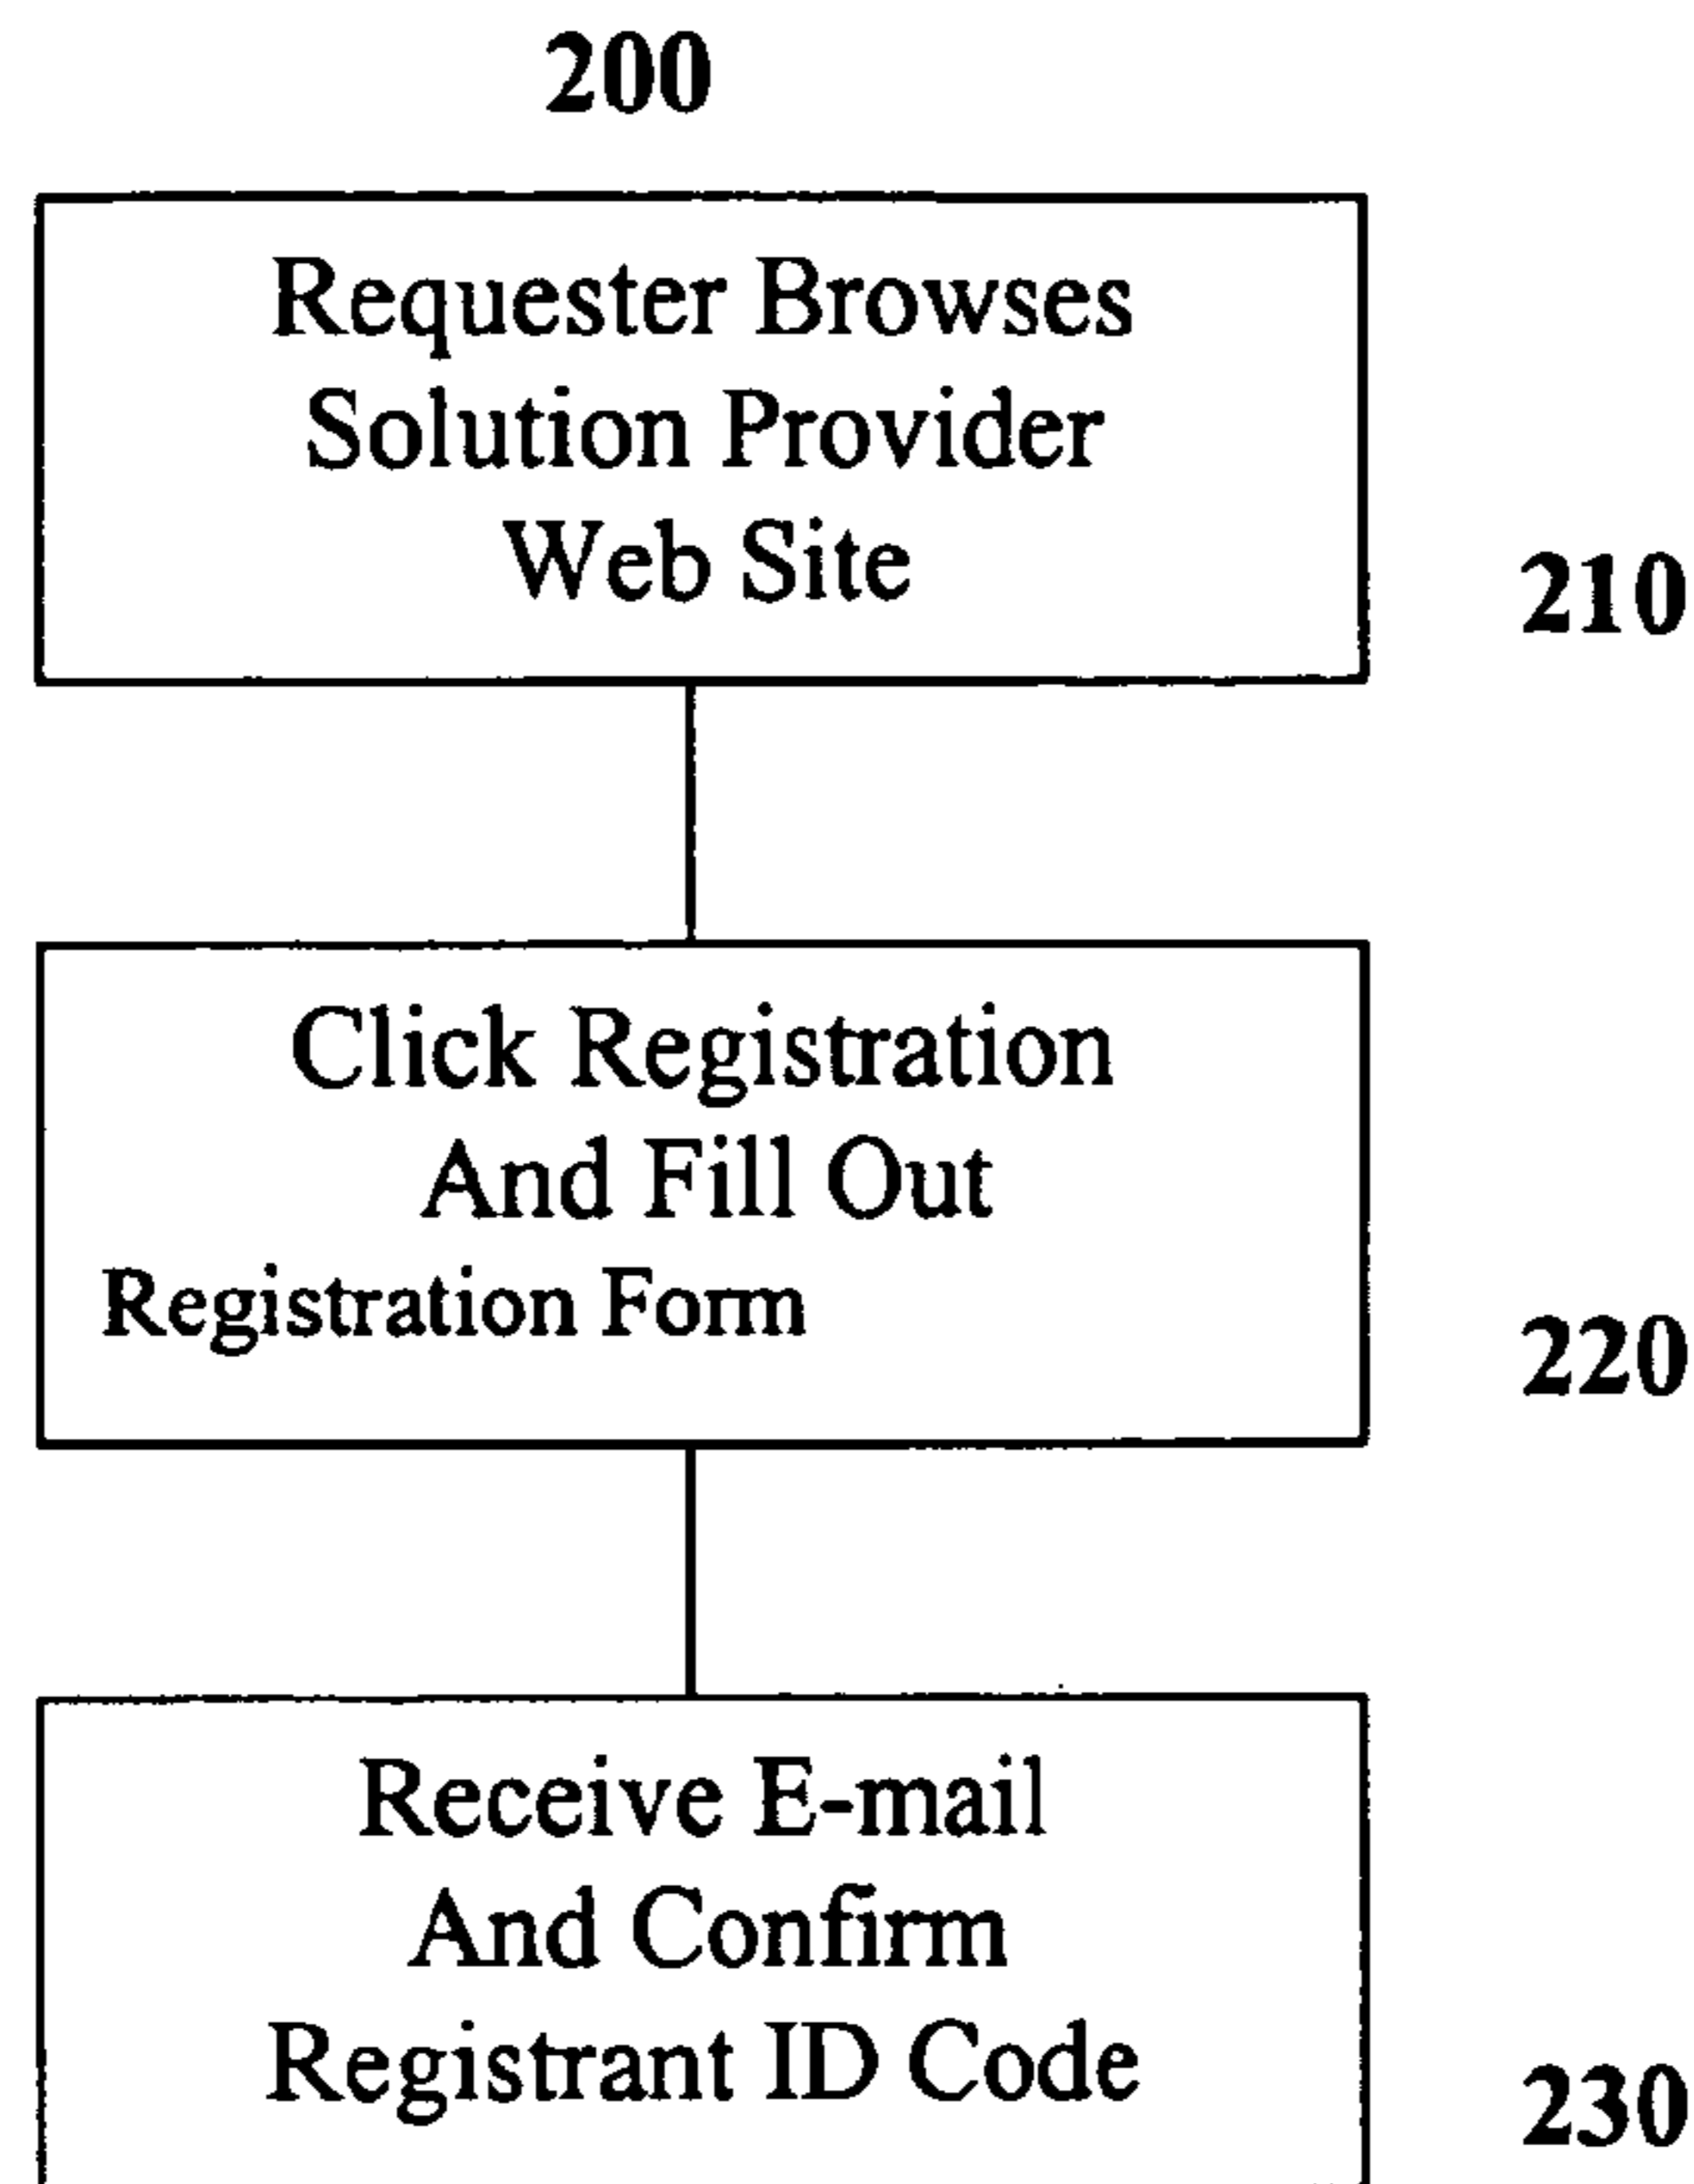 200
Requester Browses
Solution Provider
Web Site
210
Click Registration
And Fill Out
Registration Form
220
Receive E-mail
And Confirm
Registrant ID Code
230